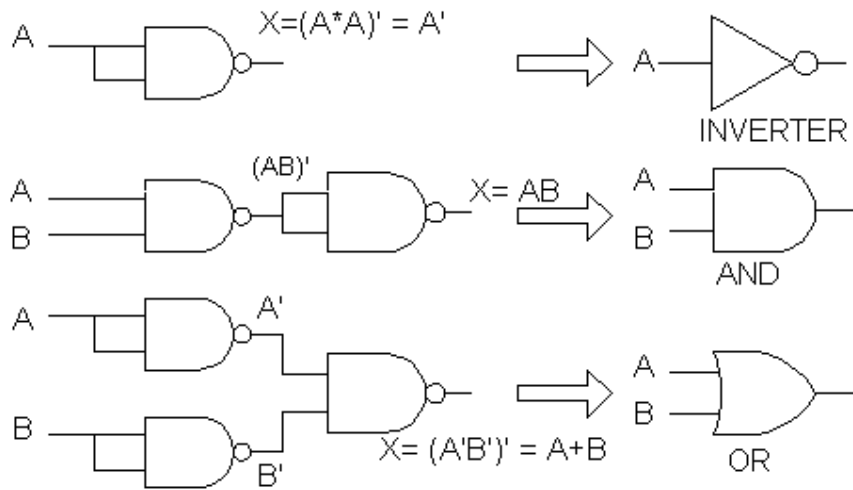 A
X=(A*A)' = A'
A
INVERTER
A
B
(AB)'
X= AB
A
B
AND
A
A'
B
B'
X= (A'B')' = A+B
A
B
OR